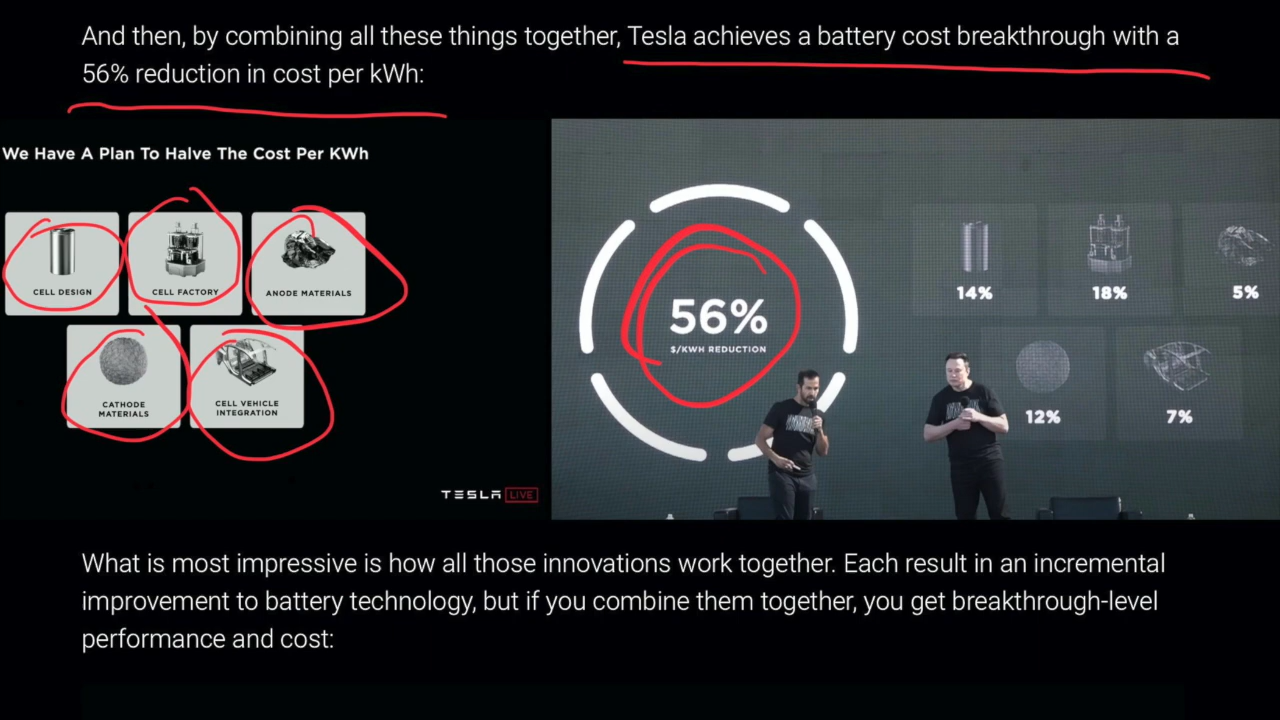 And then, by combining all these things together, Tesla achieves a battery cost breakthrough with a
56% reduction in cost per kWh:
We Have A Plan To Halve The Cost Per KWh
CELL DESIGN
CELL FACTORY
ANODE MATERIALS
CATHODE
MATERIALS
CELL VEHICLE
INTEGRATION
TESLA LIVE
56%
$/KWH REDUCTION
14%
18%
5%
12%
7%
What is most impressive is how all those innovations work together. Each result in an incremental
improvement to battery technology, but if you combine them together, you get breakthrough-level
performance and cost: